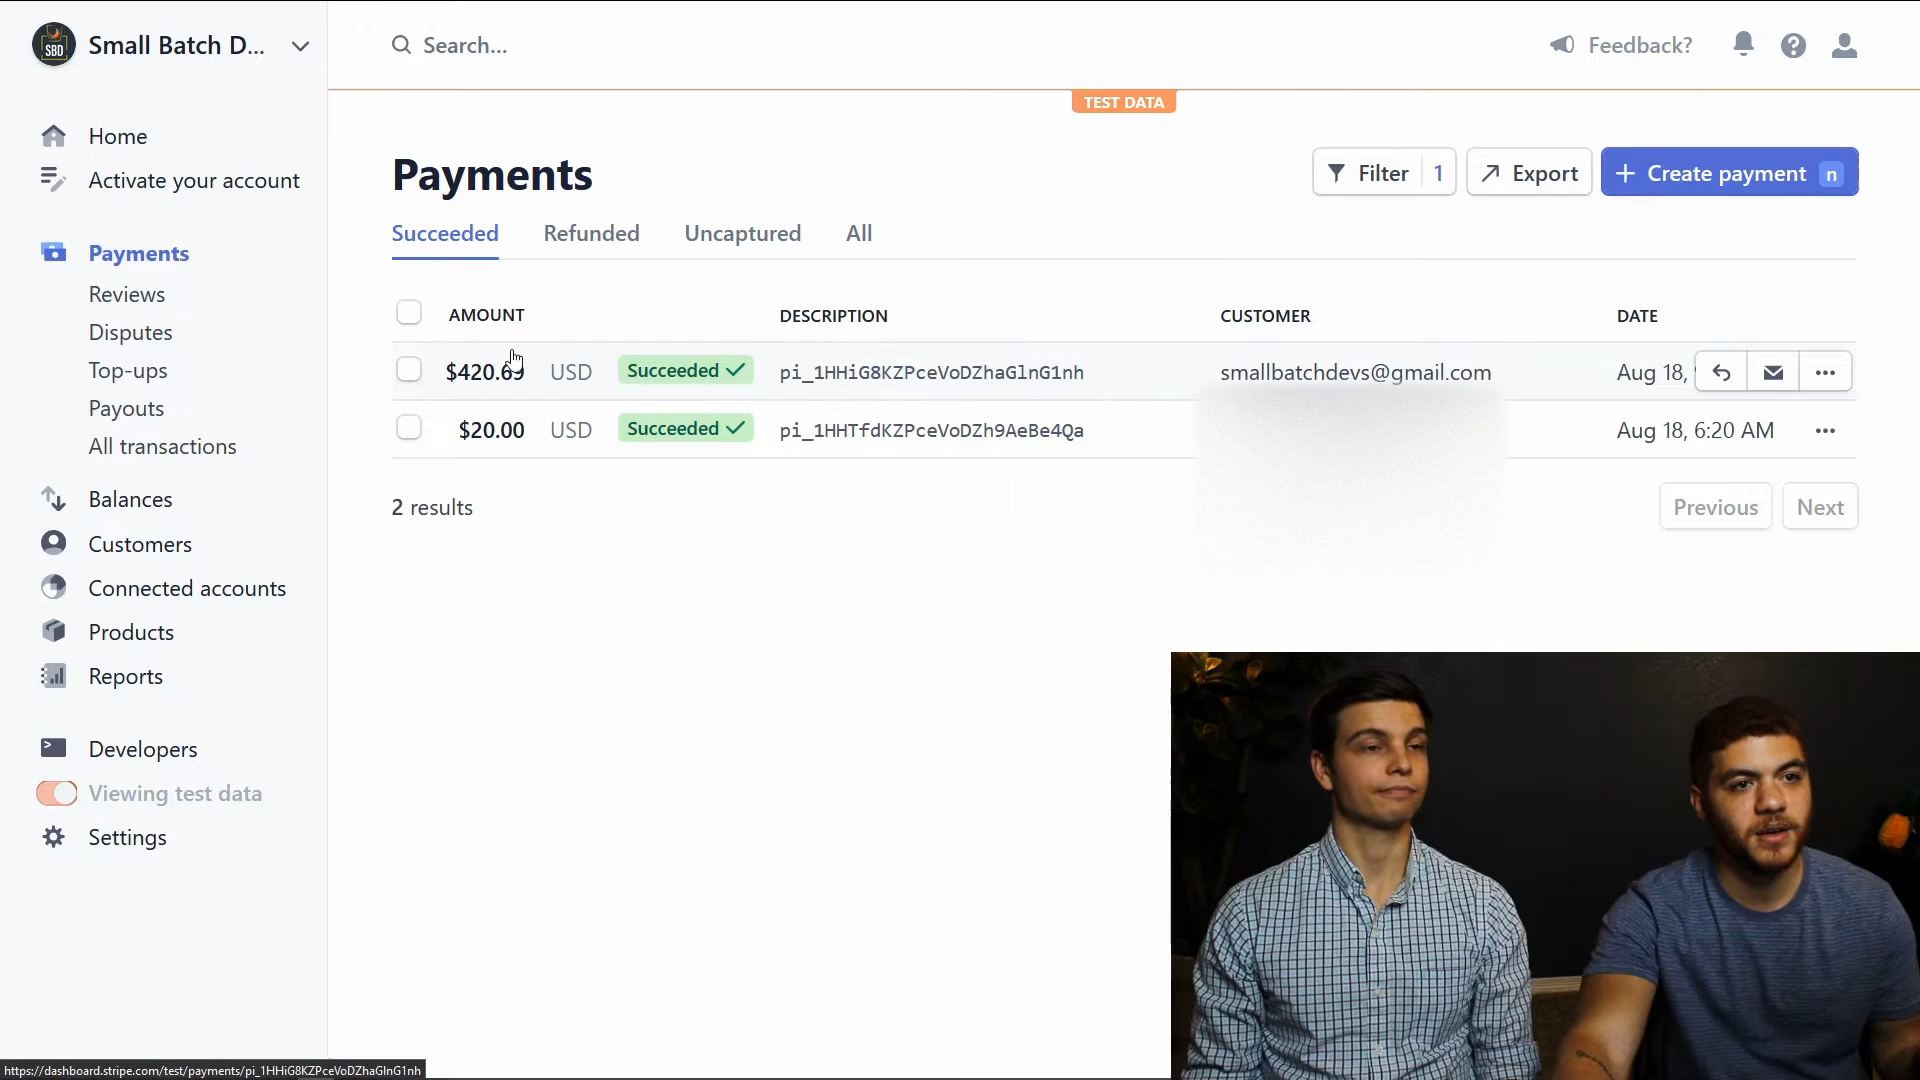 SBD
Small Batch D...
Search...
Feedback?
TEST DATA
Home
Activate your account
Payments
Reviews
Disputes
Top-ups
Payouts
All transactions
Balances
Customers
Connected accounts
Products
Reports
Developers
Viewing test data
Settings
Payments
Filter 1
Export
+ Create payment n
Succeeded Refunded Uncaptured All
AMOUNT DESCRIPTION CUSTOMER DATE
$420.69 USD Succeeded ✓ pi_1HHiG8KZPceVoDZhaGlnG1nh smallbatchdevs@gmail.com Aug 18,
$20.00 USD Succeeded ✓ pi_1HHTfdKZPceVoDZh9AeBe4Qa Aug 18, 6:20 AM
2 results
Previous Next
https://dashboard.stripe.com/test/payments/pi_1HHiG8KZPceVoDZhaGlnG1nh